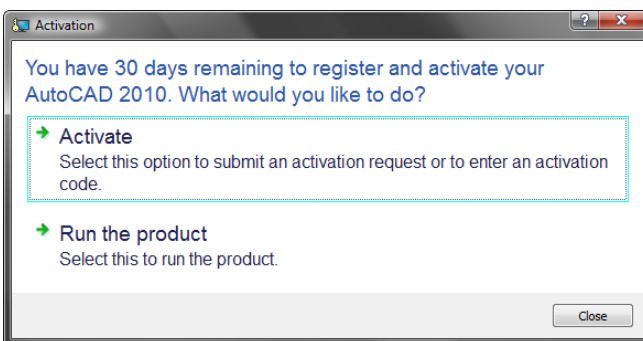 Activation
You have 30 days remaining to register and activate your
AutoCAD 2010. What would you like to do?
Activate
Select this option to submit an activation request or to enter an activation
code.
Run the product
Select this to run the product.
Close